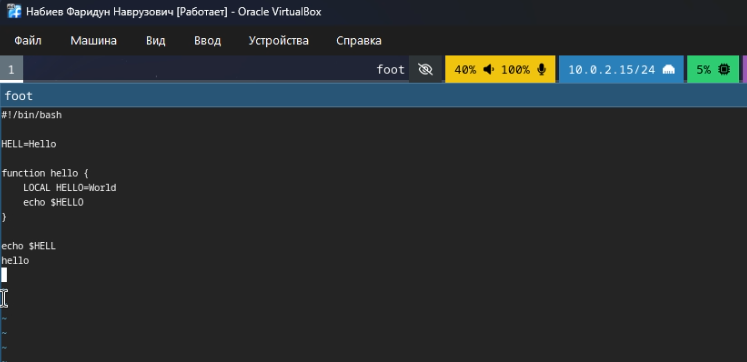 Набиев Фаридун Наврузович [Работает] - Oracle VirtualBox
Файл Машина Вид Ввод Устройства Справка
1 foot 40% 100% 10.0.2.15/24 5%
foot
#!/bin/bash
HELL=Hello
function hello {
    LOCAL HELLO=World
    echo $HELLO
}
echo $HELL
hello
~
~
~
~